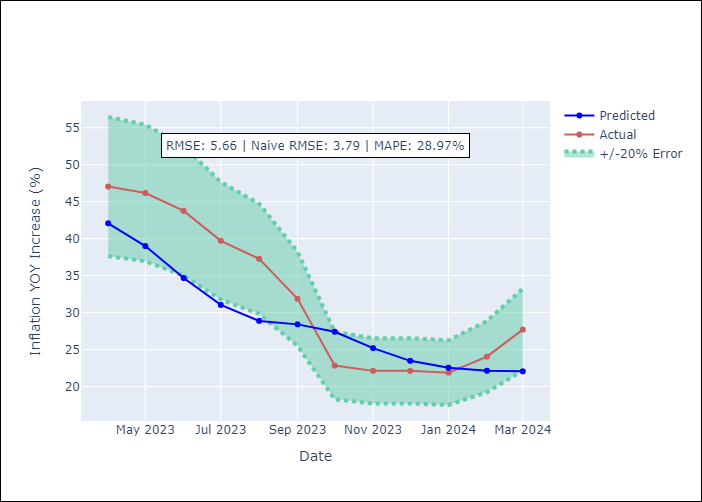 RMSE: 5.66 | Naive RMSE: 3.79 | MAPE: 28.97%
Predicted
Actual
+/-20% Error
Inflation YOY Increase (%)
55
50
45
40
35
30
25
20
May 2023
Jul 2023
Sep 2023
Nov 2023
Jan 2024
Mar 2024
Date